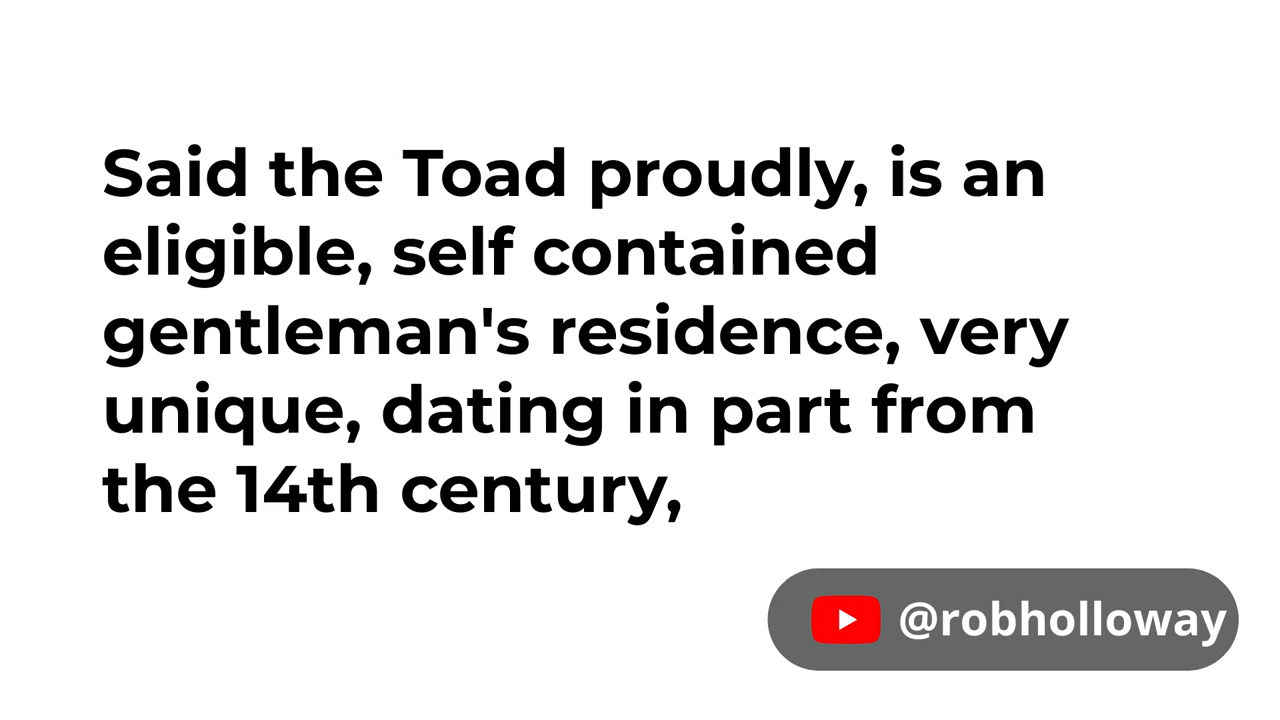 Said the Toad proudly, is an
eligible, self contained
gentleman's residence, very
unique, dating in part from
the 14th century,
@robholloway